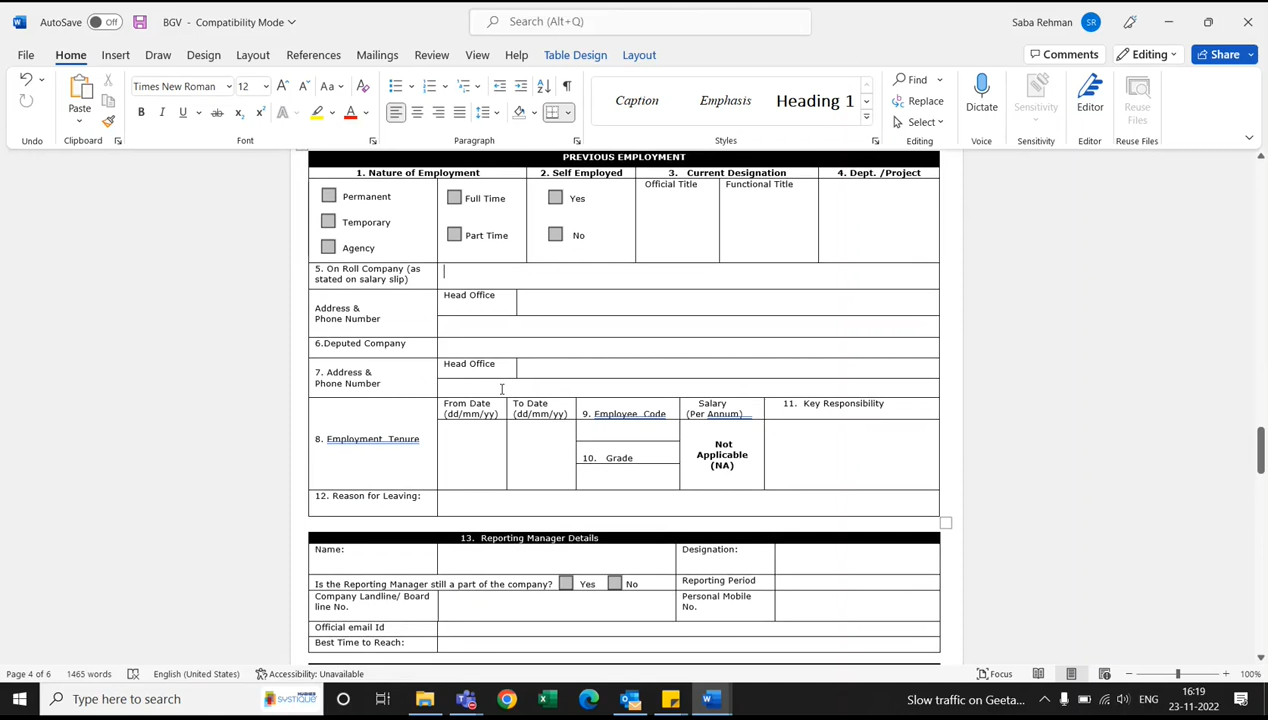 AutoSave Off BGV - Compatibility Mode Search (Alt+Q) Saba Rehman SR
File Home Insert Draw Design Layout References Mailings Review View Help Table Design Layout Comments Editing Share
Times New Roman 12 Aa
Paste
B I U ab x2 x2 A A
Caption Emphasis Heading 1
Find
Replace
Select
Dictate Sensitivity Editor Reuse Files
Undo Clipboard Font Paragraph Styles Editing Voice Sensitivity Editor Reuse Files
PREVIOUS EMPLOYMENT
1. Nature of Employment 2. Self Employed 3. Current Designation 4. Dept. /Project
Official Title Functional Title
Permanent Full Time Yes
Temporary
Part Time No
Agency
5. On Roll Company (as
stated on salary slip)
Head Office
Address &
Phone Number
6.Deputed Company
Head Office
7. Address &
Phone Number
From Date To Date Salary 11. Key Responsibility
(dd/mm/yy) (dd/mm/yy) 9. Employee Code (Per Annum)
8. Employment Tenure
Not
Applicable
(NA)
10. Grade
12. Reason for Leaving:
13. Reporting Manager Details
Name: Designation:
Is the Reporting Manager still a part of the company? Yes No Reporting Period
Company Landline/ Board
line No.
Personal Mobile
No.
Official email Id
Best Time to Reach:
Page 4 of 6 1465 words English (United States) Accessibility: Unavailable Focus 100%
Type here to search HUGHES SYSTIQUE Slow traffic on Geeta... ENG 16:19
23-11-2022